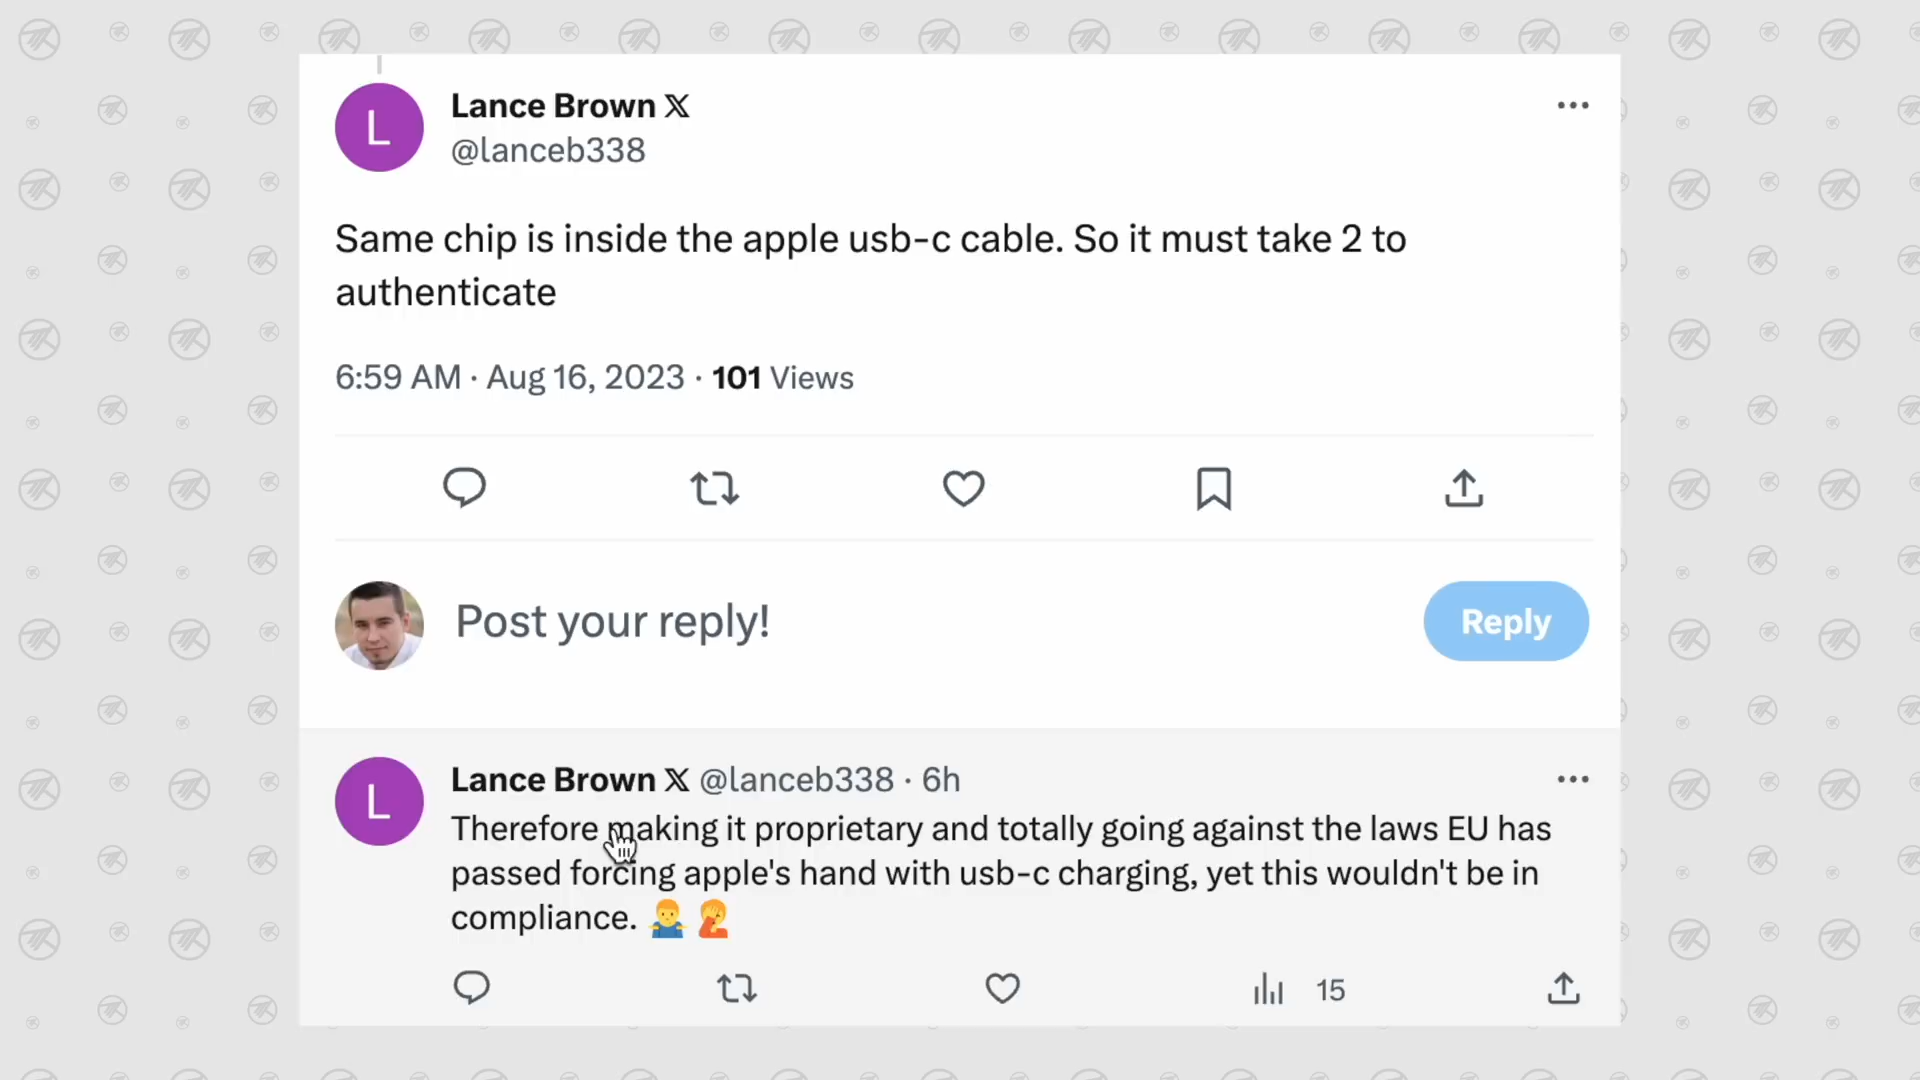 L
Lance Brown X
@lanceb338
Same chip is inside the apple usb-c cable. So it must take 2 to
authenticate
6:59 AM · Aug 16, 2023 · 101 Views
Post your reply!
Reply
L
Lance Brown X @lanceb338 · 6h
Therefore making it proprietary and totally going against the laws EU has
passed forcing apple's hand with usb-c charging, yet this wouldn't be in
compliance. 🤷‍♂️ 🤦
15